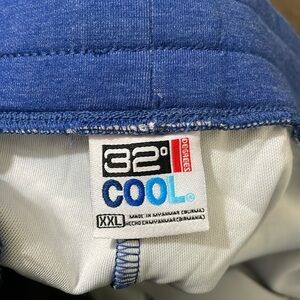 32°
DEGREES
COOL®
XXL
MADE IN MYANMAR (BURMA)
HECHO EN MYANMAR (BIRMANIA)